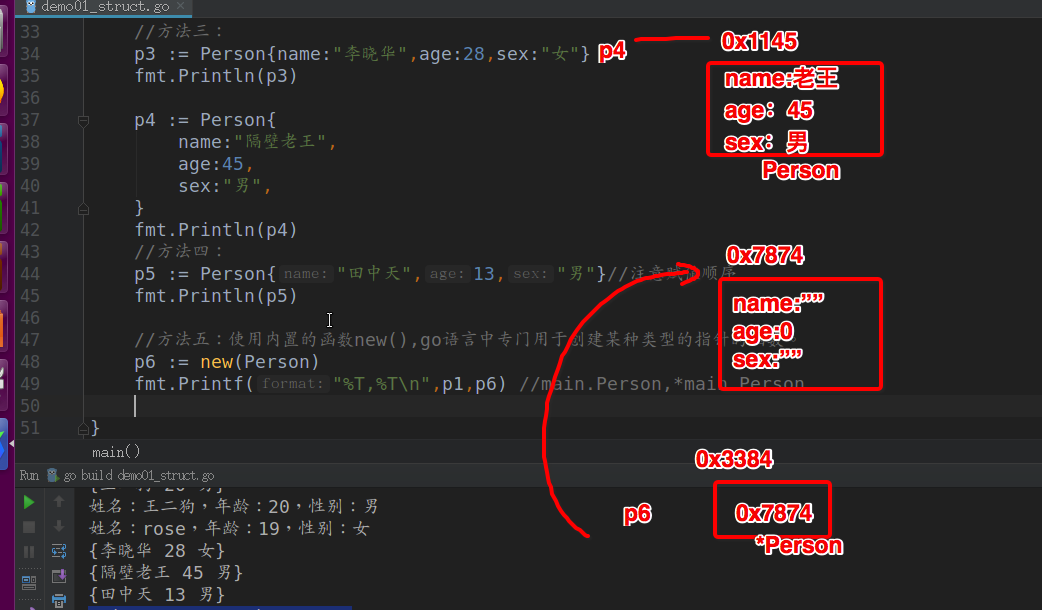 demo01_struct.go
33 //方法三：
34 p3 := Person{name:"李晓华",age:28,sex:"女"}
35 fmt.Println(p3)
36
37 p4 := Person{
38 name:"隔壁老王",
39 age:45,
40 sex:"男",
41 }
42 fmt.Println(p4)
43 //方法四：
44 p5 := Person{ name: "田中天", age: 13, sex: "男"}//注意赋值顺序
45 fmt.Println(p5)
46
47 //方法五：使用内置的函数new(),go语言中专门用于创建某种类型的指针的函数
48 p6 := new(Person)
49 fmt.Printf( format: "%T,%T\n",p1,p6) //main.Person,*main.Person
50
51 }
p4
0x1145
name:老王
age：45
sex：男
Person
0x7874
name:""
age:0
sex:""
0x3384
p6
0x7874
*Person
main()
Run go build demo01_struct.go
姓名：王二狗，年龄：20，性别：男
姓名：rose，年龄：19，性别：女
{李晓华 28 女}
{隔壁老王 45 男}
{田中天 13 男}